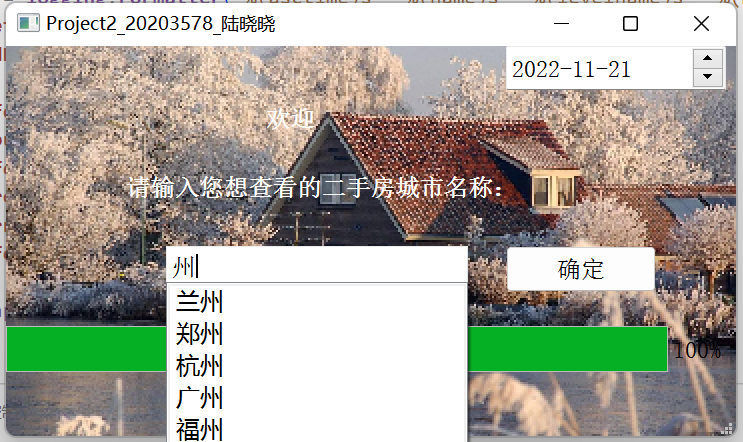 Project2_20203578_陆晓晓
2022-11-21
欢迎
请输入您想查看的二手房城市名称：
州
确定
兰州
郑州
杭州
广州
福州
100%